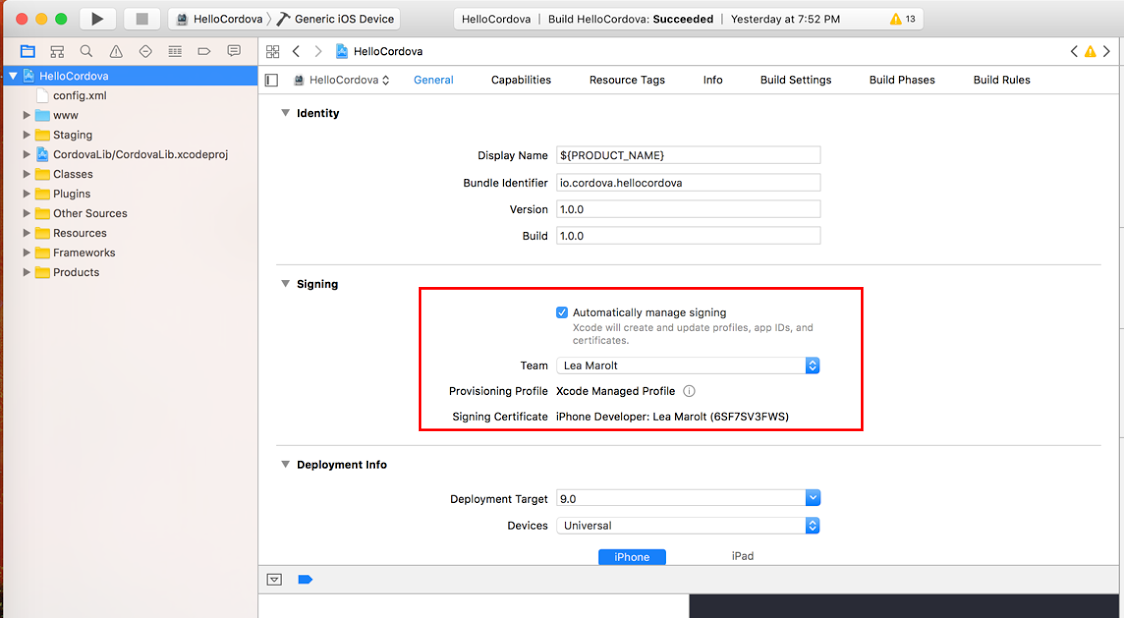 HelloCordova Generic iOS Device
HelloCordova | Build HelloCordova: Succeeded | Yesterday at 7:52 PM 13
HelloCordova
HelloCordova
config.xml
www
Staging
CordovaLib/CordovaLib.xcodeproj
Classes
Plugins
Other Sources
Resources
Frameworks
Products
HelloCordova General Capabilities Resource Tags Info Build Settings Build Phases Build Rules
Identity
Display Name ${PRODUCT_NAME}
Bundle Identifier io.cordova.hellocordova
Version 1.0.0
Build 1.0.0
Signing
Automatically manage signing
Xcode will create and update profiles, app IDs, and
certificates.
Team Lea Marolt
Provisioning Profile Xcode Managed Profile
Signing Certificate iPhone Developer: Lea Marolt (6SF7SV3FWS)
Deployment Info
Deployment Target 9.0
Devices Universal
iPhone iPad